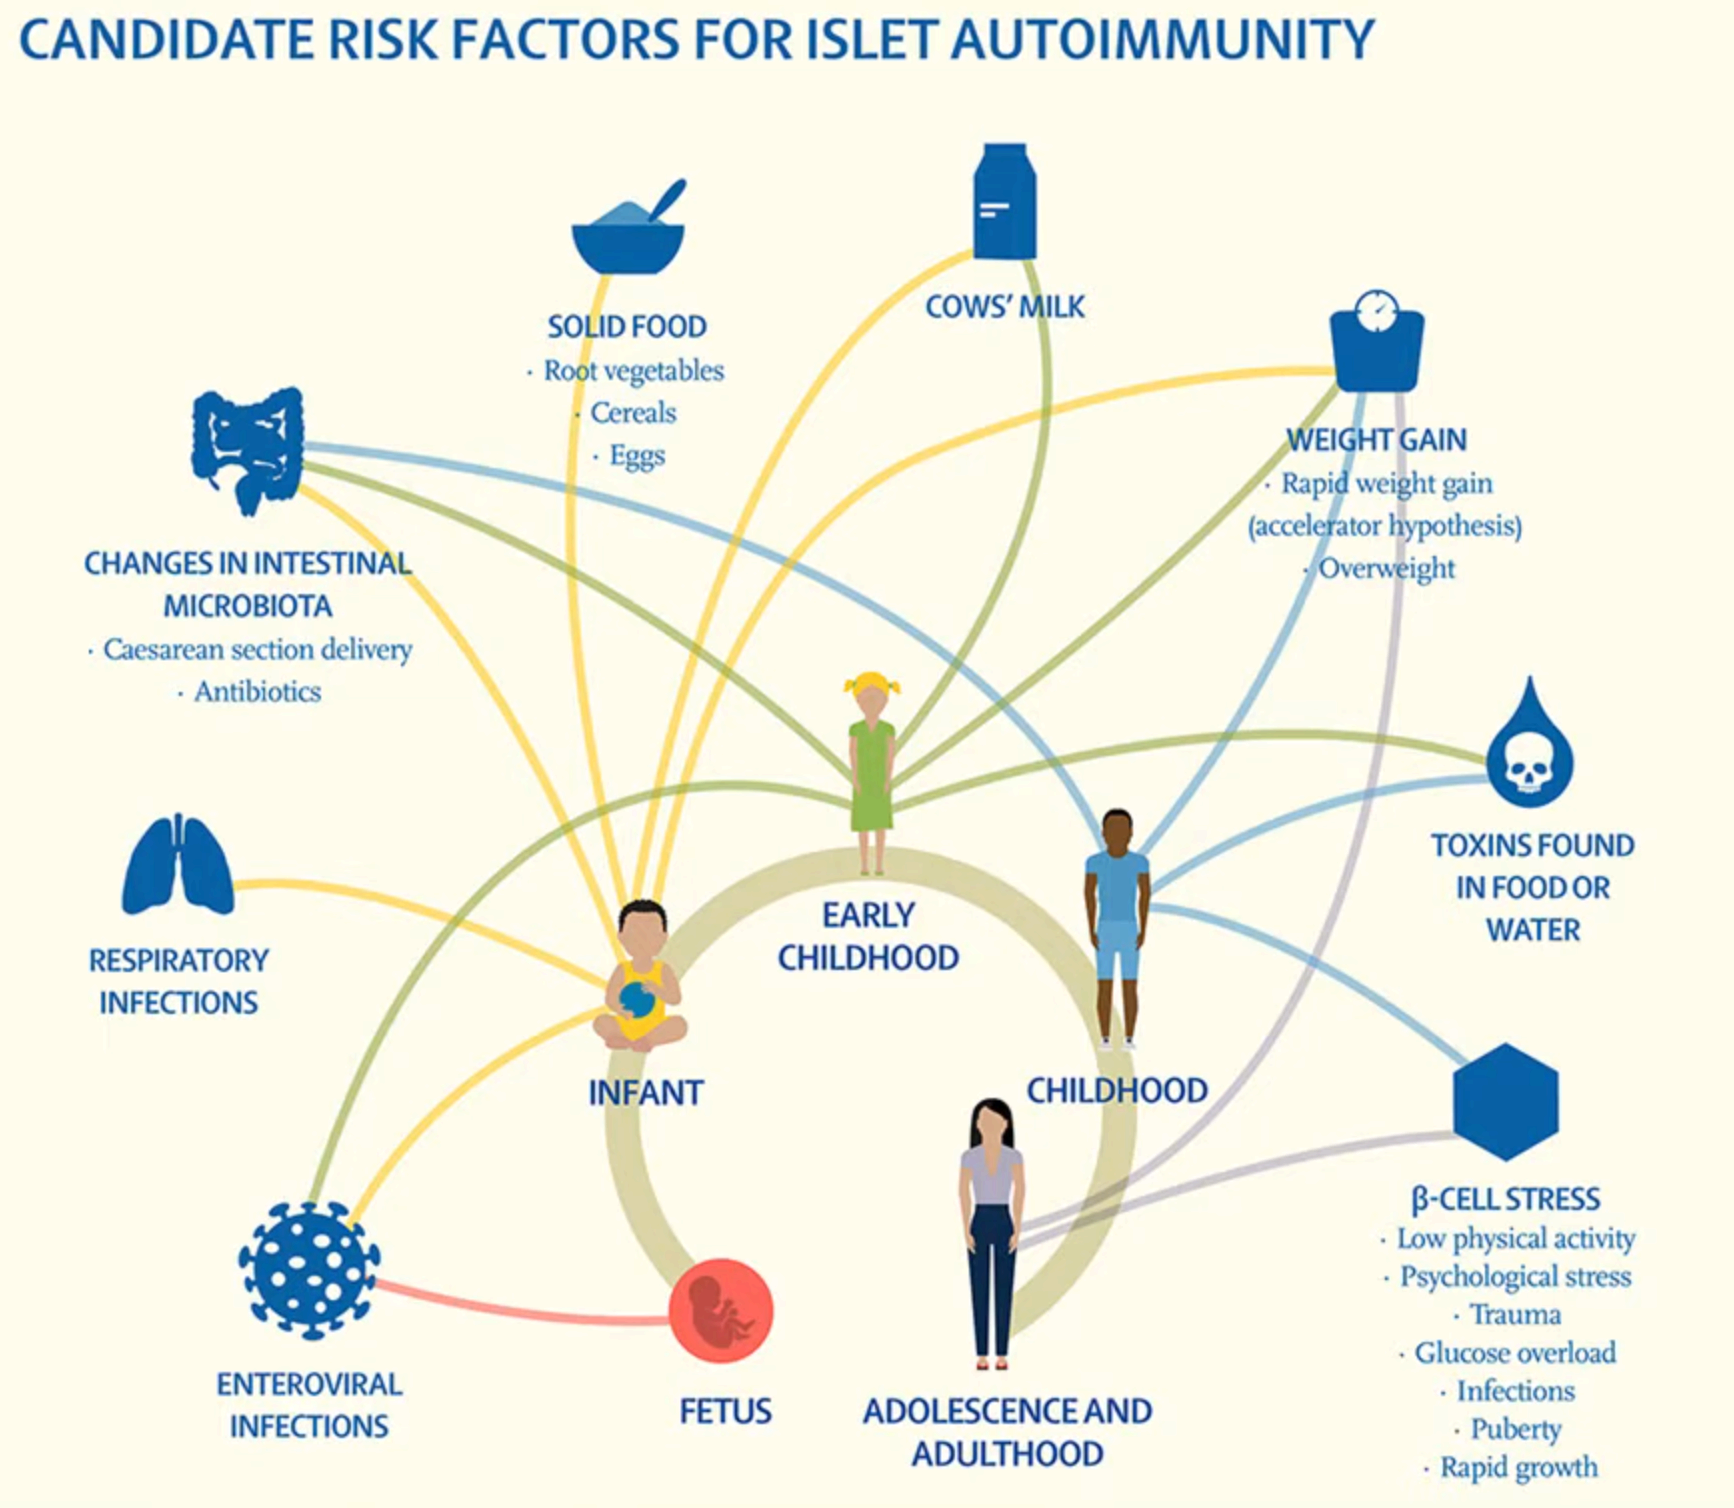 CANDIDATE RISK FACTORS FOR ISLET AUTOIMMUNITY
SOLID FOOD
· Root vegetables
· Cereals
· Eggs
COWS’ MILK
WEIGHT GAIN
· Rapid weight gain
(accelerator hypothesis)
· Overweight
CHANGES IN INTESTINAL
MICROBIOTA
· Caesarean section delivery
· Antibiotics
TOXINS FOUND
IN FOOD OR
WATER
RESPIRATORY
INFECTIONS
EARLY
CHILDHOOD
INFANT
CHILDHOOD
β-CELL STRESS
· Low physical activity
· Psychological stress
· Trauma
· Glucose overload
· Infections
· Puberty
· Rapid growth
ENTEROVIRAL
INFECTIONS
FETUS
ADOLESCENCE AND
ADULTHOOD